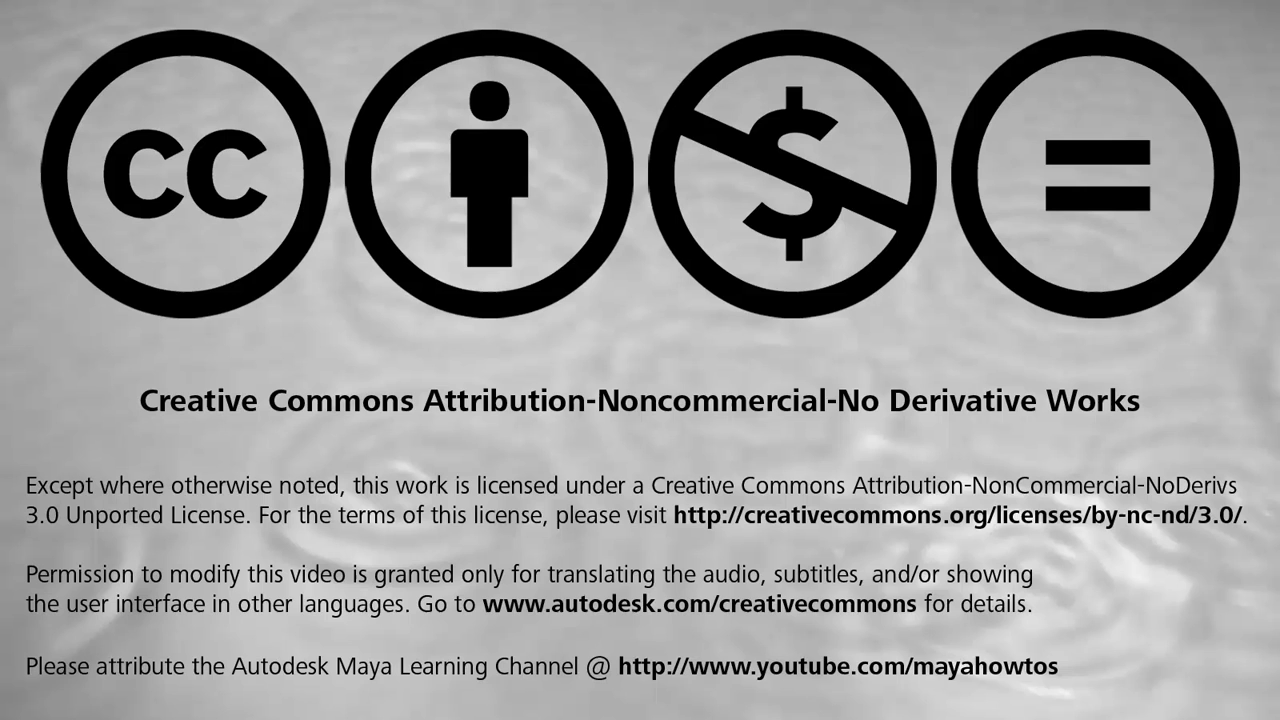 cc $ =
Creative Commons Attribution-Noncommercial-No Derivative Works
Except where otherwise noted, this work is licensed under a Creative Commons Attribution-NonCommercial-NoDerivs
3.0 Unported License. For the terms of this license, please visit http://creativecommons.org/licenses/by-nc-nd/3.0/.
Permission to modify this video is granted only for translating the audio, subtitles, and/or showing
the user interface in other languages. Go to www.autodesk.com/creativecommons for details.
Please attribute the Autodesk Maya Learning Channel @ http://www.youtube.com/mayahowtos